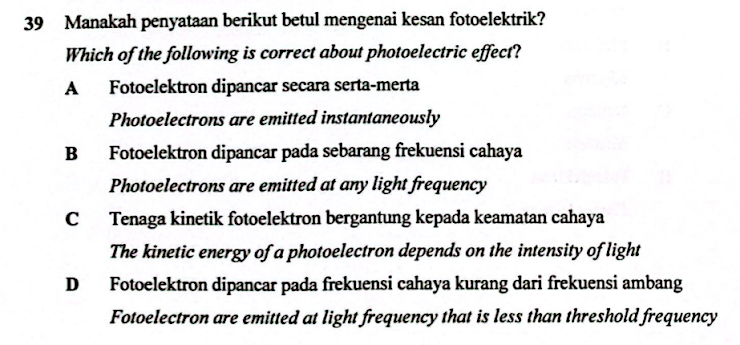 39 Manakah penyataan berikut betul mengenai kesan fotoelektrik?
Which of the following is correct about photoelectric effect?
A Fotoelektron dipancar secara serta-merta
Photoelectrons are emitted instantaneously
B Fotoelektron dipancar pada sebarang frekuensi cahaya
Photoelectrons are emitted at any light frequency
C Tenaga kinetik fotoelektron bergantung kepada keamatan cahaya
The kinetic energy of a photoelectron depends on the intensity of light
D Fotoelektron dipancar pada frekuensi cahaya kurang dari frekuensi ambang
Fotoelectron are emitted at light frequency that is less than threshold frequency